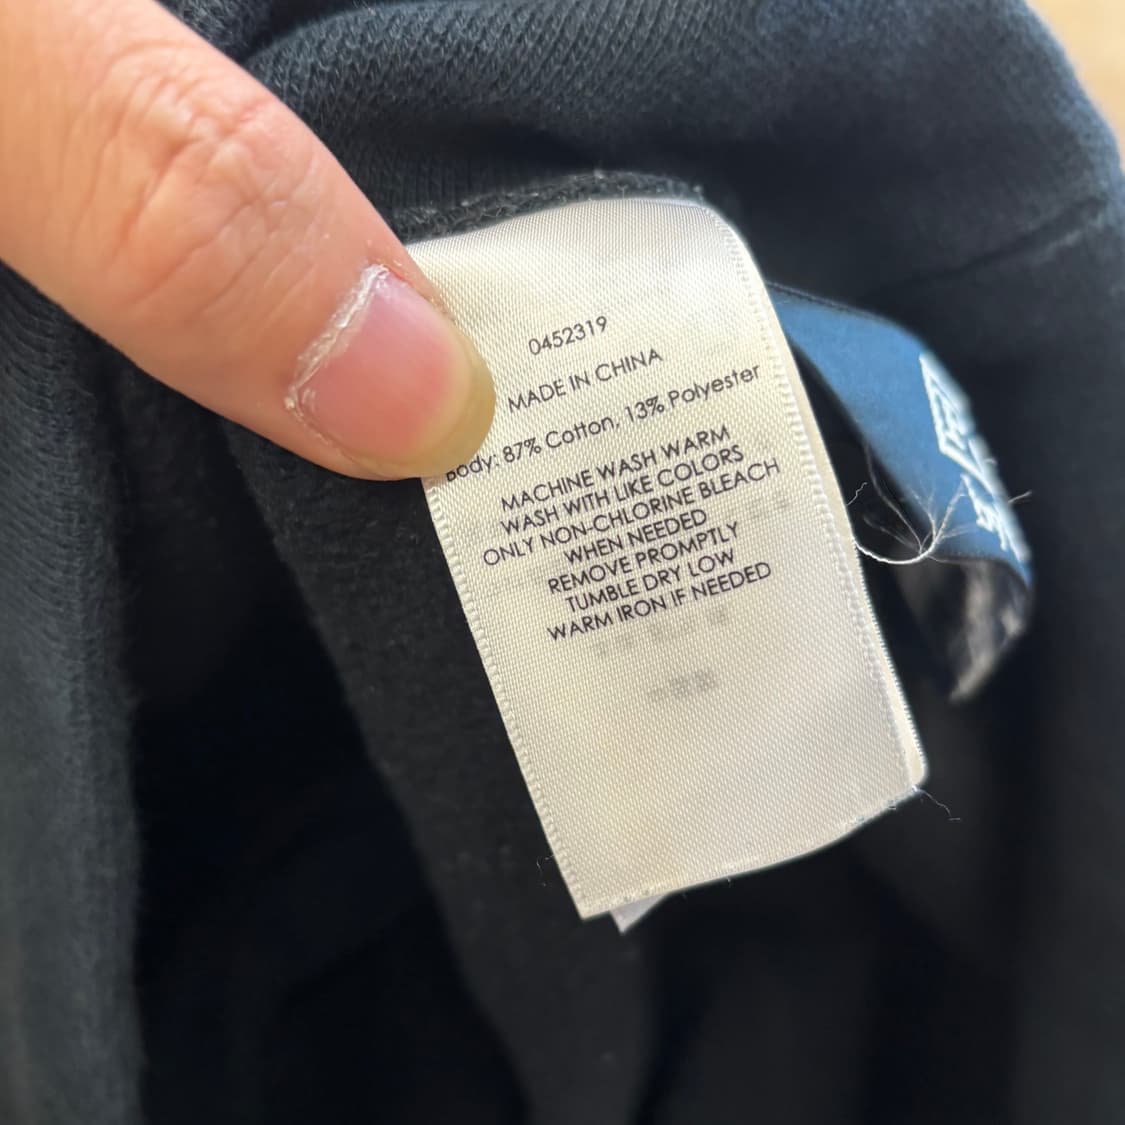 0452319
MADE IN CHINA
Body: 87% Cotton, 13% Polyester
MACHINE WASH WARM
WASH WITH LIKE COLORS
ONLY NON-CHLORINE BLEACH
WHEN NEEDED
REMOVE PROMPTLY
TUMBLE DRY LOW
WARM IRON IF NEEDED